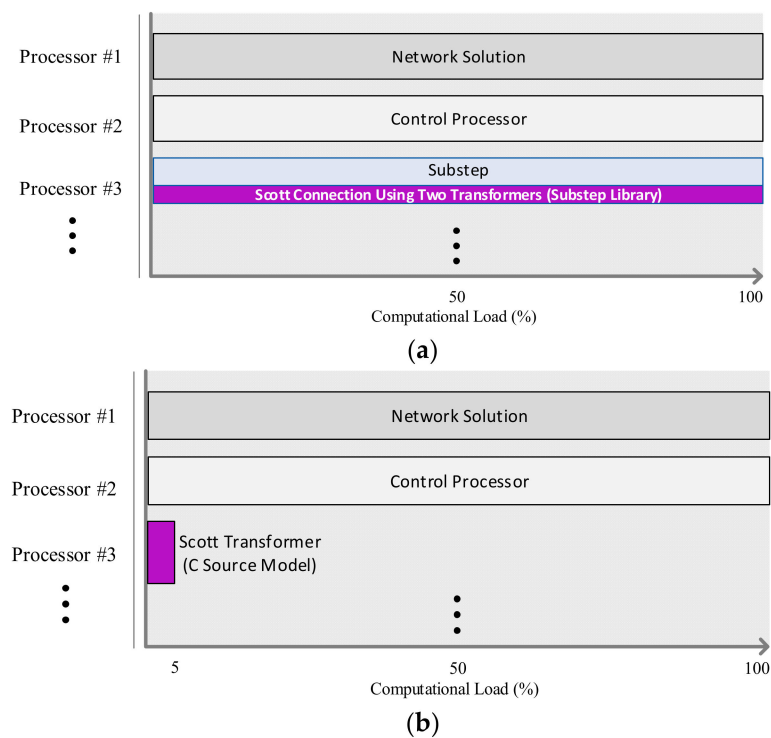 Processor #1
Network Solution
Processor #2
Control Processor
Substep
Processor #3
Scott Connection Using Two Transformers (Substep Library)
50
100
Computational Load (%)
(a)
Processor #1
Network Solution
Processor #2
Control Processor
Processor #3
Scott Transformer
(C Source Model)
5
50
100
Computational Load (%)
(b)